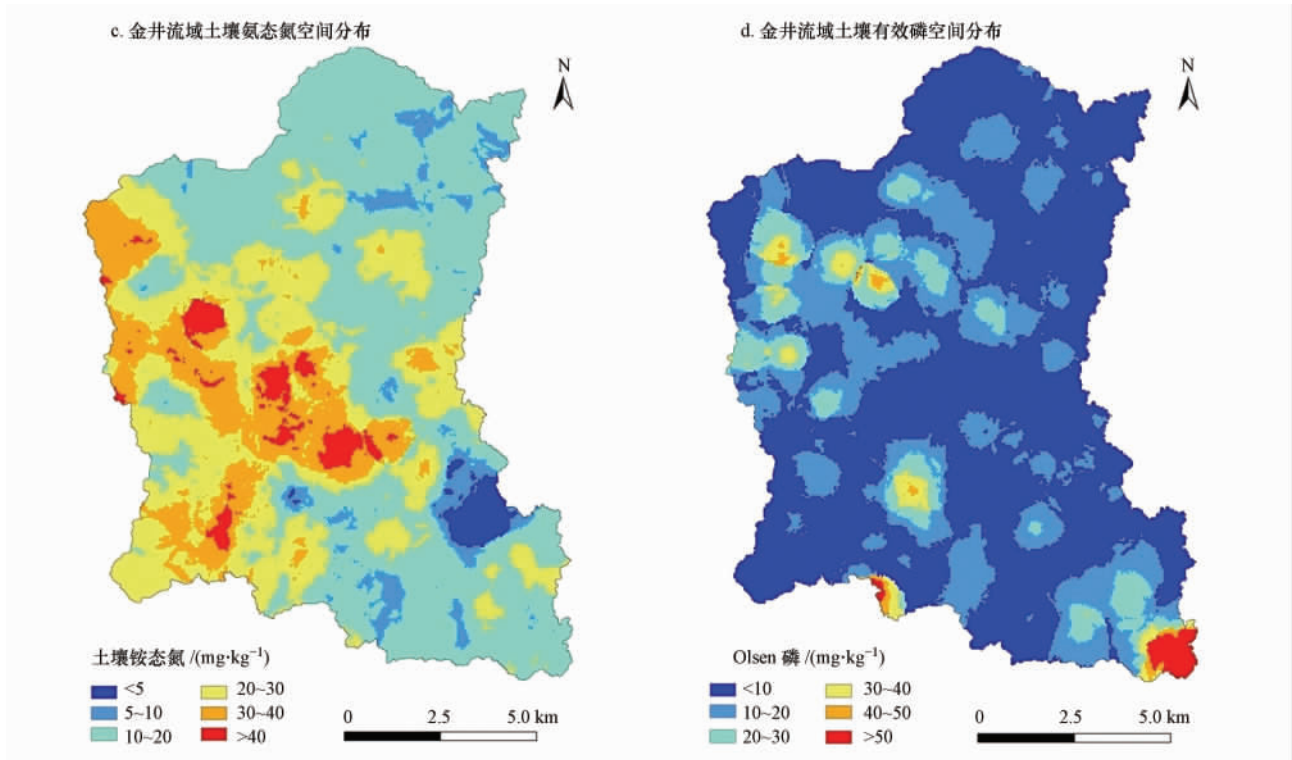 c. 金井流域土壤氨态氮空间分布
d. 金井流域土壤有效磷空间分布
N
N
土壤铵态氮 /(mg·kg⁻¹)
<5
20~30
5~10
30~40
10~20
>40
0 2.5 5.0 km
Olsen 磷 /(mg·kg⁻¹)
<10
30~40
10~20
40~50
20~30
>50
0 2.5 5.0 km